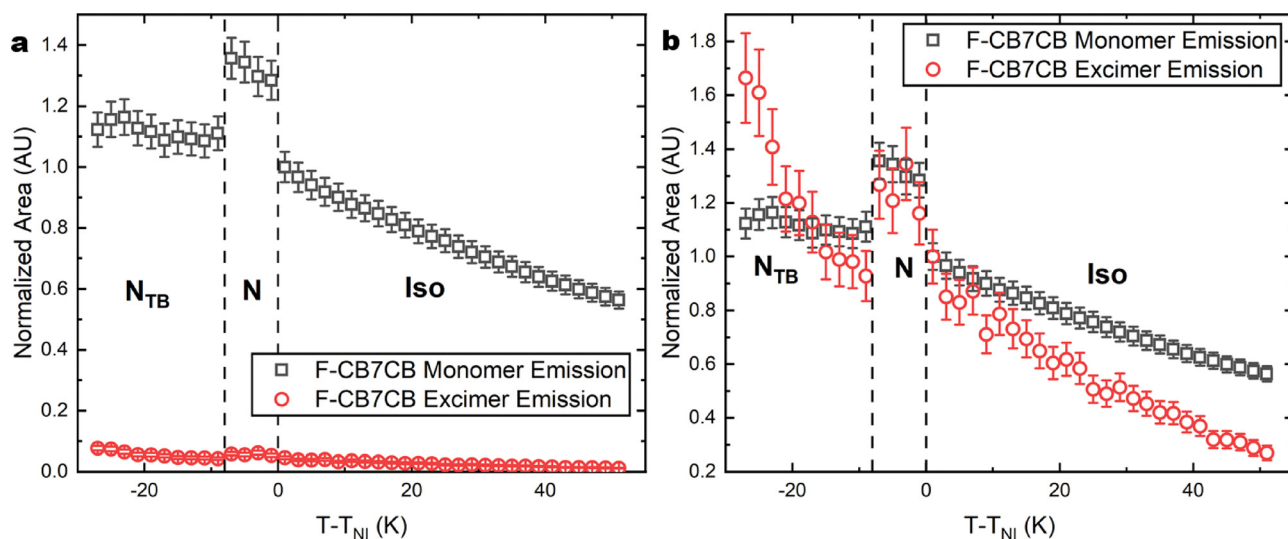 a
1.4
1.2
1.0
0.8
0.6
0.4
0.2
0.0
Normalized Area (AU)
N_TB
N
Iso
F-CB7CB Monomer Emission
F-CB7CB Excimer Emission
-20
0
20
40
T-T_NI (K)
b
1.8
1.6
1.4
1.2
1.0
0.8
0.6
0.4
0.2
Normalized Area (AU)
F-CB7CB Monomer Emission
F-CB7CB Excimer Emission
N_TB
N
Iso
-20
0
20
40
T-T_NI (K)